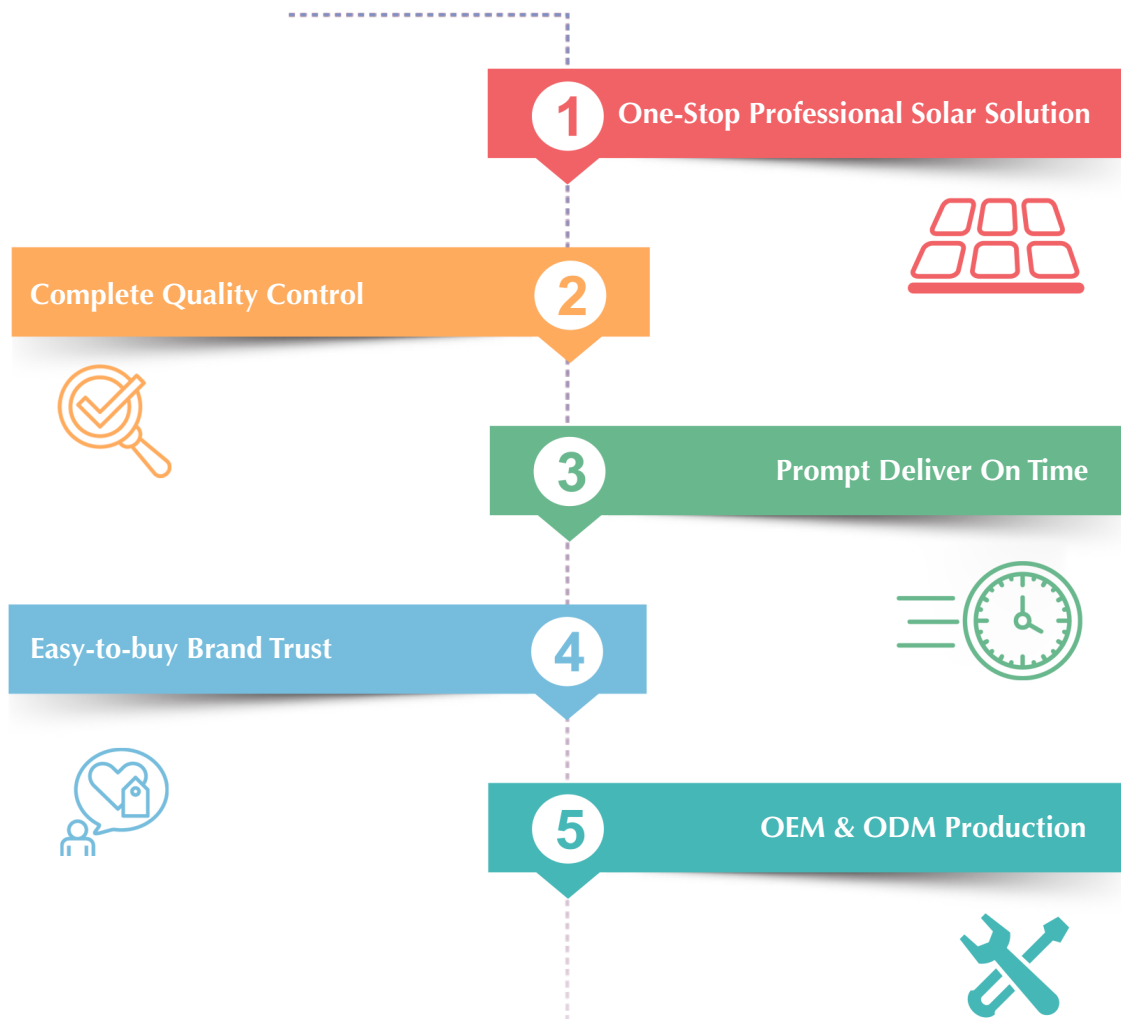 1 One-Stop Professional Solar Solution
Complete Quality Control 2
3 Prompt Deliver On Time
Easy-to-buy Brand Trust 4
5 OEM & ODM Production